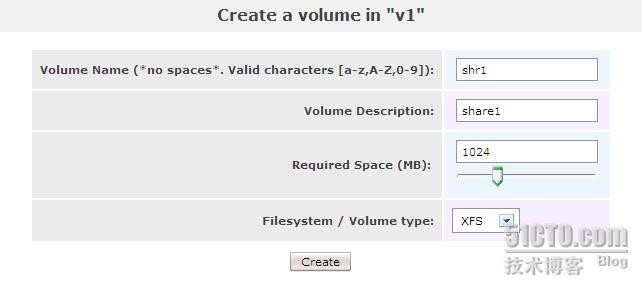 Create a volume in "v1"
Volume Name (*no spaces*. Valid characters [a-z,A-Z,0-9]): shr1
Volume Description: share1
Required Space (MB): 1024
Filesystem / Volume type: XFS
Create
51CTO.com
技术博客 Blog